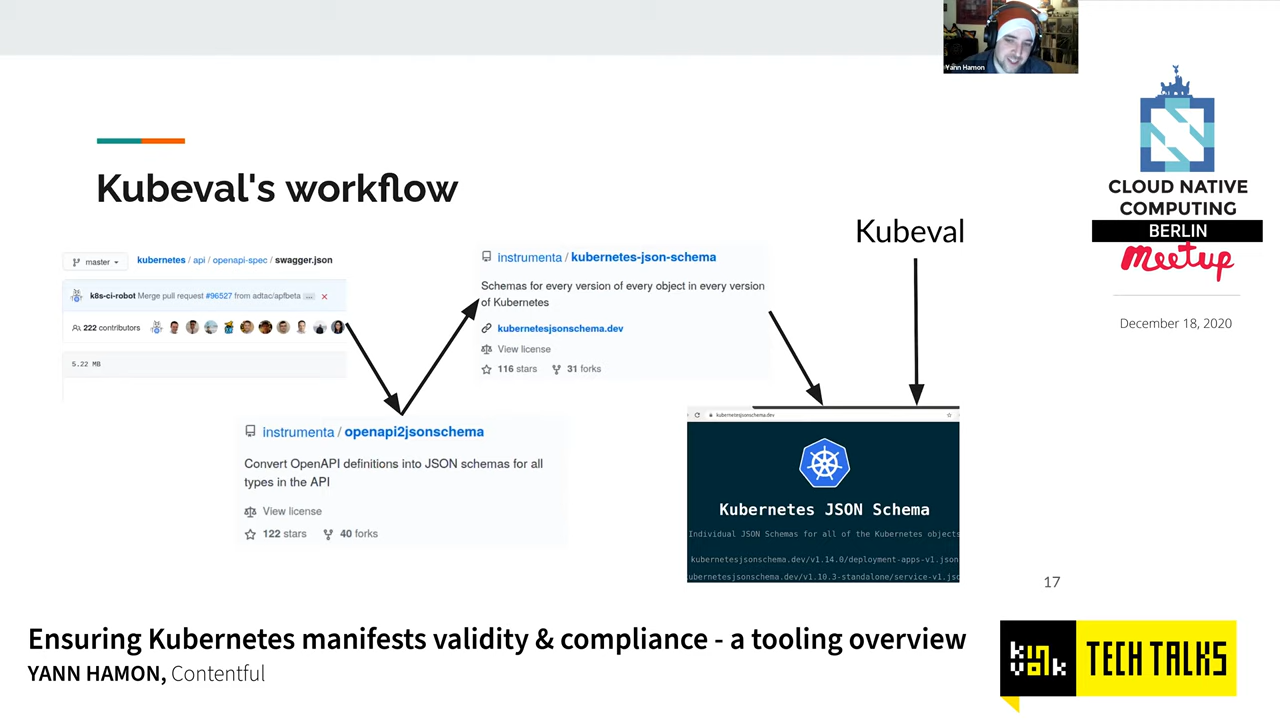 Yann Hamon
CLOUD NATIVE
COMPUTING
BERLIN
meetup
December 18, 2020
Kubeval's workflow
Kubeval
master
kubernetes / api / openapi-spec / swagger.json
k8s-ci-robot Merge pull request #96527 from adtac/apfbeta ... ×
222 contributors
5.22 MB
instrumenta / kubernetes-json-schema
Schemas for every version of every object in every version
of Kubernetes
kubernetesjsonschema.dev
View license
116 stars 31 forks
instrumenta / openapi2jsonschema
Convert OpenAPI definitions into JSON schemas for all
types in the API
View license
122 stars 40 forks
kubernetesjsonschema.dev
Kubernetes JSON Schema
Individual JSON Schemas for all of the Kubernetes objects
kubernetesjsonschema.dev/v1.14.0/deployment-apps-v1.json
ubernetesjsonschema.dev/v1.10.3-standalone/service-v1.jsc
17
Ensuring Kubernetes manifests validity & compliance - a tooling overview
YANN HAMON, Contentful
kinvolk TECH TALKS